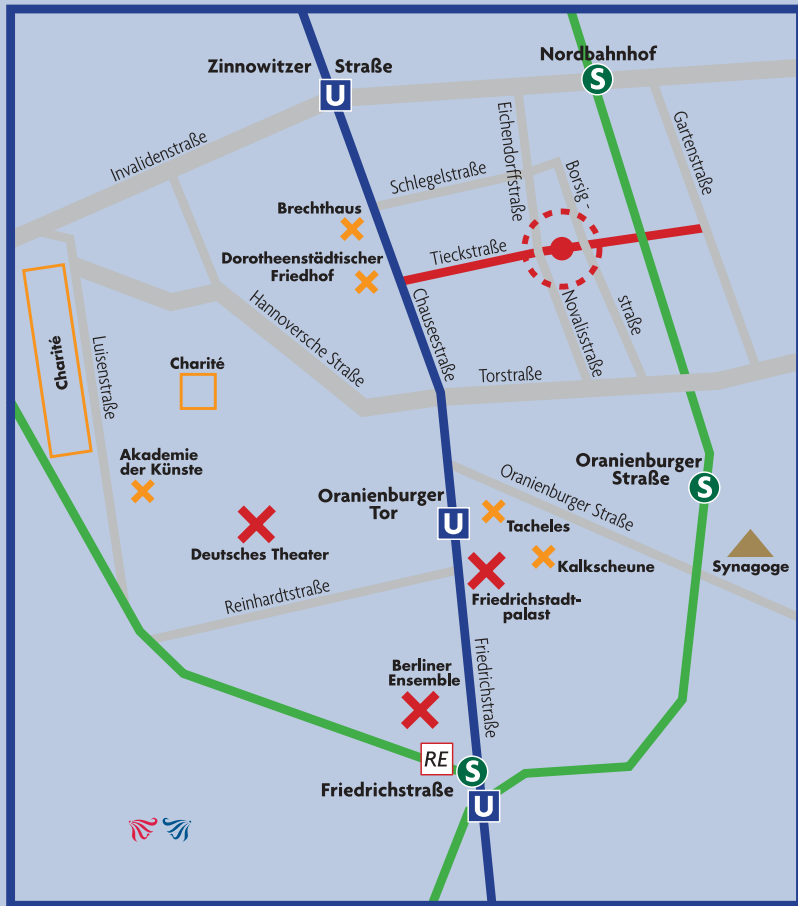 Nordbahnhof
S
Zinnowitzer Straße
U
Invalidenstraße
Eichendorffstraße
Gartenstraße
Schlegelstraße
Borsig -
straße
Brechthaus
Dorotheenstädtischer
Friedhof
Tieckstraße
Chauseestraße
Novalisstraße
Hannoversche Straße
Charité
Luisenstraße
Charité
Torstraße
Akademie
der Künste
Oranienburger
Straße
S
Oranienburger Straße
Oranienburger
Tor
U
Tacheles
Deutsches Theater
Kalkscheune
Synagoge
Friedrichstadt-
palast
Reinhardtstraße
Friedrichstraße
Berliner
Ensemble
RE
S
Friedrichstraße
U